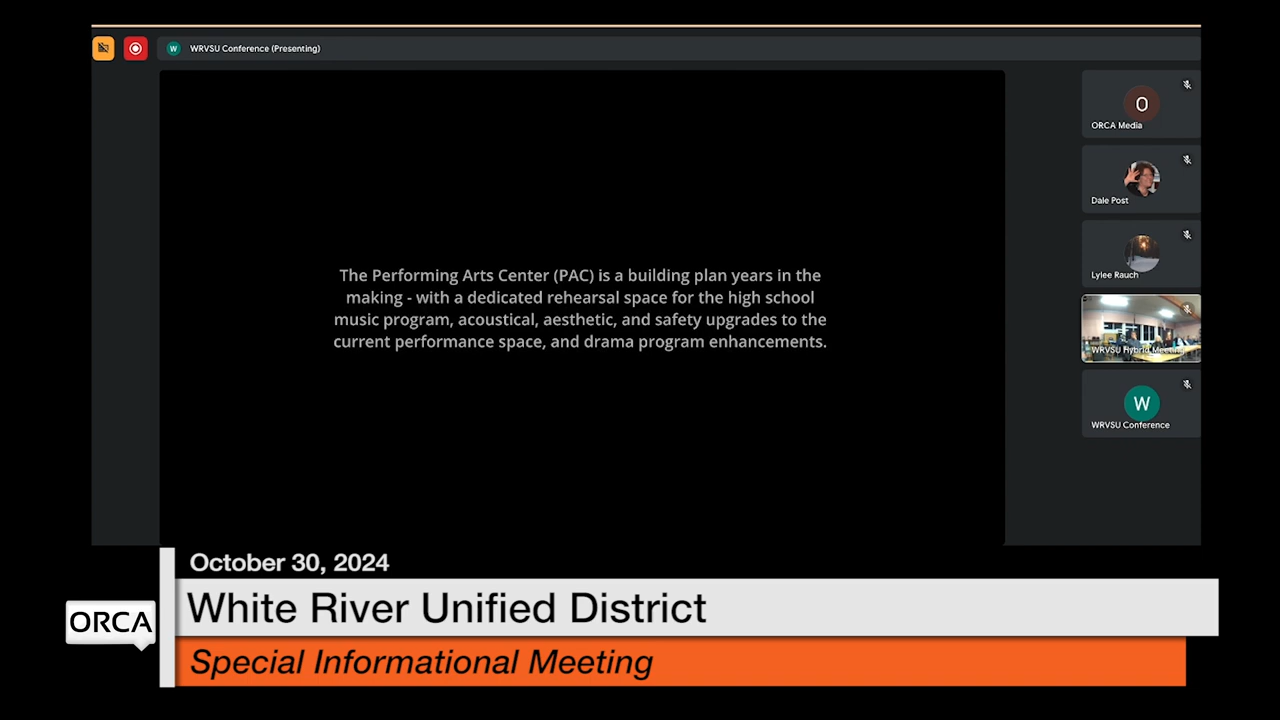 W WRVSU Conference (Presenting)
O
ORCA Media
Dale Post
Lylee Rauch
WRVSU Hybrid Meeting
W
WRVSU Conference
The Performing Arts Center (PAC) is a building plan years in the
making - with a dedicated rehearsal space for the high school
music program, acoustical, aesthetic, and safety upgrades to the
current performance space, and drama program enhancements.
October 30, 2024
White River Unified District
ORCA
Special Informational Meeting